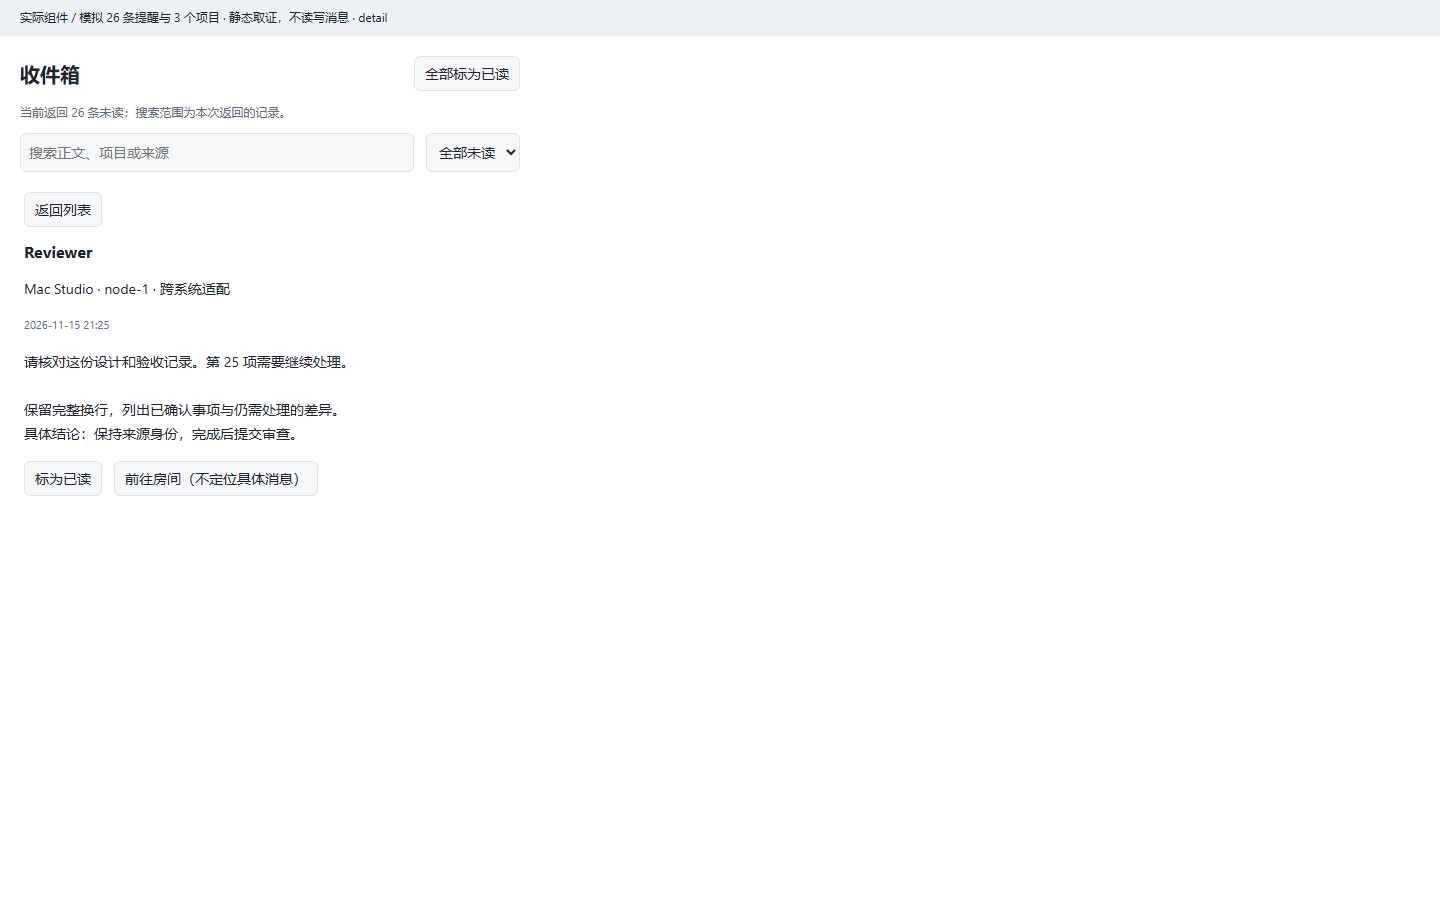 实际组件 / 模拟 26 条提醒与 3 个项目 · 静态取证，不读写消息 · detail
收件箱
全部标为已读
当前返回 26 条未读；搜索范围为本次返回的记录。
搜索正文、项目或来源
全部未读
返回列表
Reviewer
Mac Studio · node-1 · 跨系统适配
2026-11-15 21:25
请核对这份设计和验收记录。第 25 项需要继续处理。
保留完整换行，列出已确认事项与仍需处理的差异。
具体结论：保持来源身份，完成后提交审查。
标为已读
前往房间（不定位具体消息）